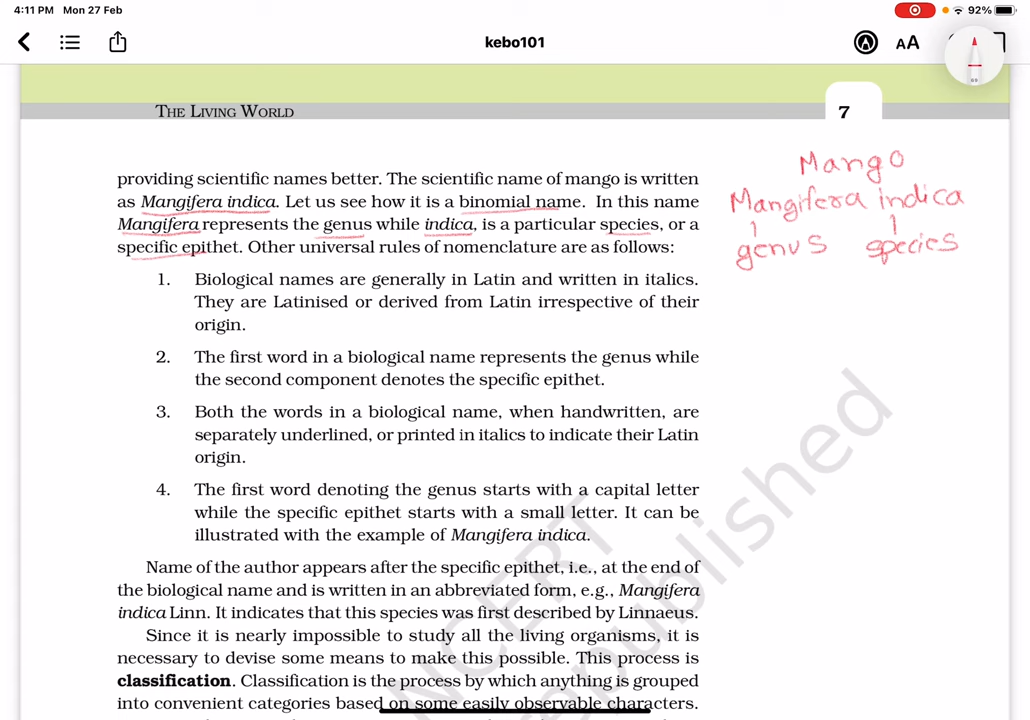 4:11 PM Mon 27 Feb
92%
kebo101
AA
THE LIVING WORLD
7
providing scientific names better. The scientific name of mango is written
as Mangifera indica. Let us see how it is a binomial name. In this name
Mangifera represents the genus while indica, is a particular species, or a
specific epithet. Other universal rules of nomenclature are as follows:
1. Biological names are generally in Latin and written in italics.
They are Latinised or derived from Latin irrespective of their
origin.
2. The first word in a biological name represents the genus while
the second component denotes the specific epithet.
3. Both the words in a biological name, when handwritten, are
separately underlined, or printed in italics to indicate their Latin
origin.
4. The first word denoting the genus starts with a capital letter
while the specific epithet starts with a small letter. It can be
illustrated with the example of Mangifera indica.
Name of the author appears after the specific epithet, i.e., at the end of
the biological name and is written in an abbreviated form, e.g., Mangifera
indica Linn. It indicates that this species was first described by Linnaeus.
Since it is nearly impossible to study all the living organisms, it is
necessary to devise some means to make this possible. This process is
classification. Classification is the process by which anything is grouped
into convenient categories based on some easily observable characters.
Mango
Mangifera indica
genus species
NCERT
republished